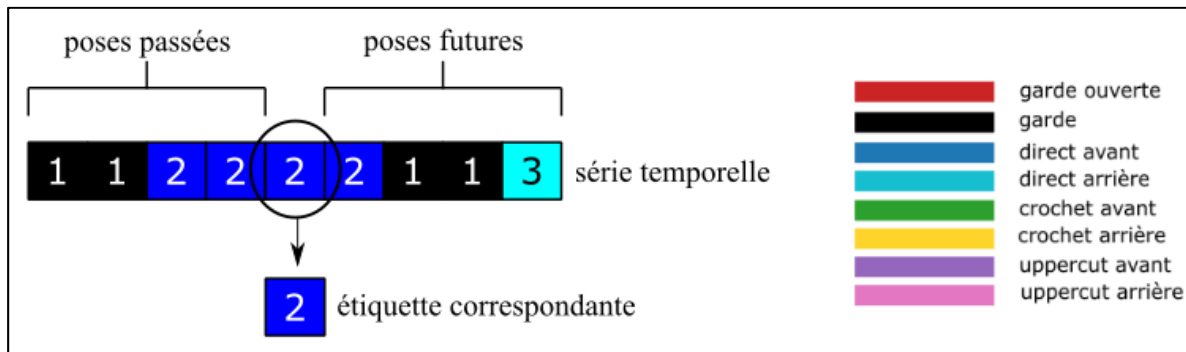 poses passées
poses futures
1 1 2 2 2 2 1 1 3 série temporelle
2 étiquette correspondante
garde ouverte
garde
direct avant
direct arrière
crochet avant
crochet arrière
uppercut avant
uppercut arrière